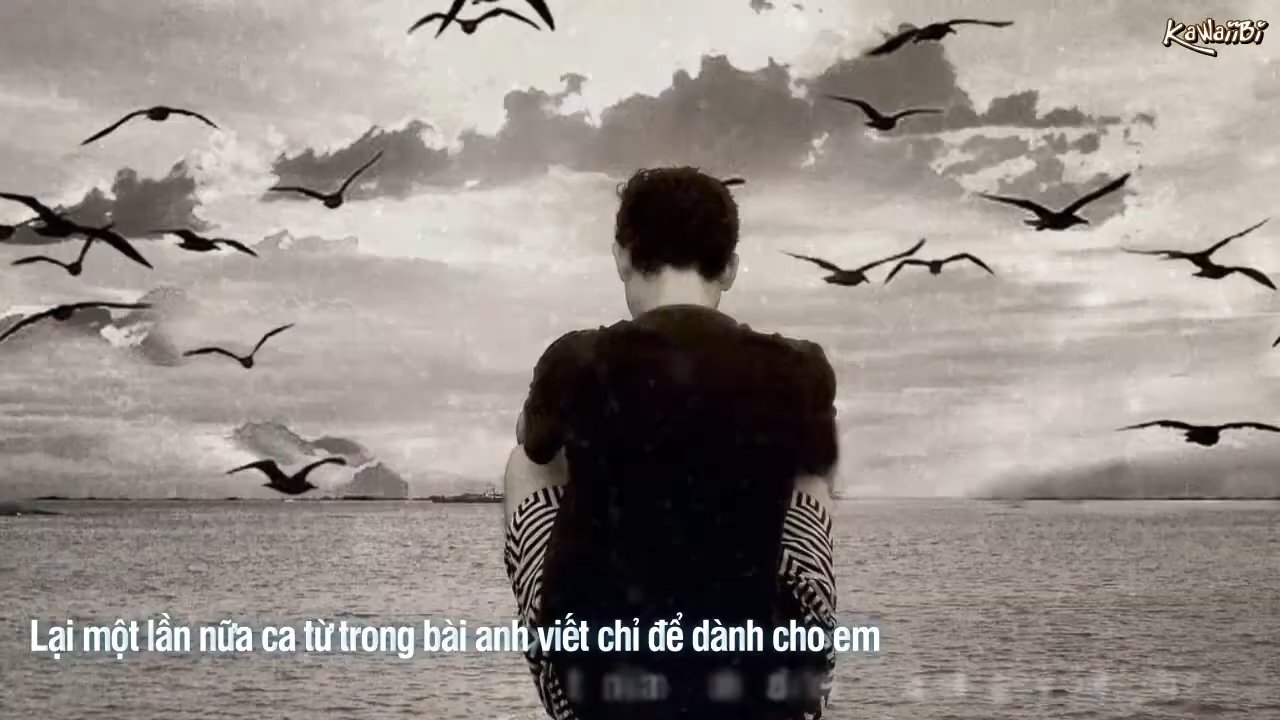 KawaiiBi
Lại một lần nữa ca từ trong bài anh viết chỉ để dành cho em